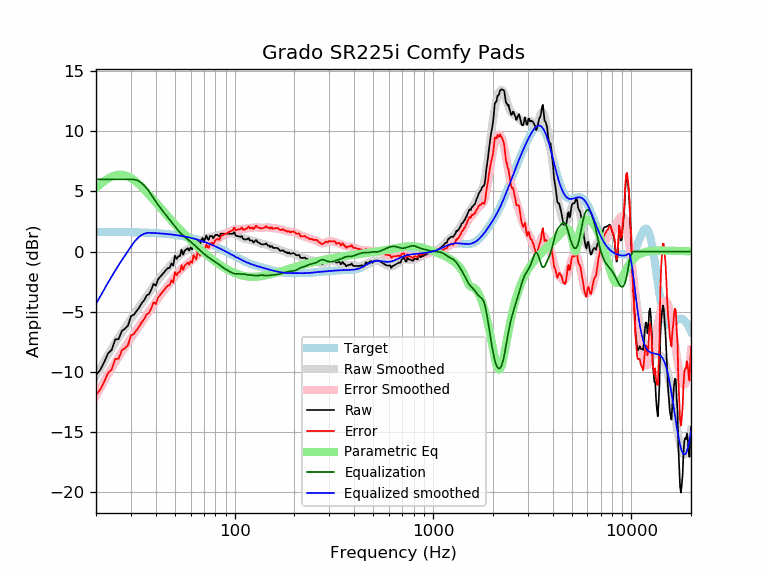 Grado SR225i Comfy Pads
Amplitude (dBr)
15
10
5
0
−5
−10
−15
−20
Target
Raw Smoothed
Error Smoothed
Raw
Error
Parametric Eq
Equalization
Equalized smoothed
100
1000
10000
Frequency (Hz)